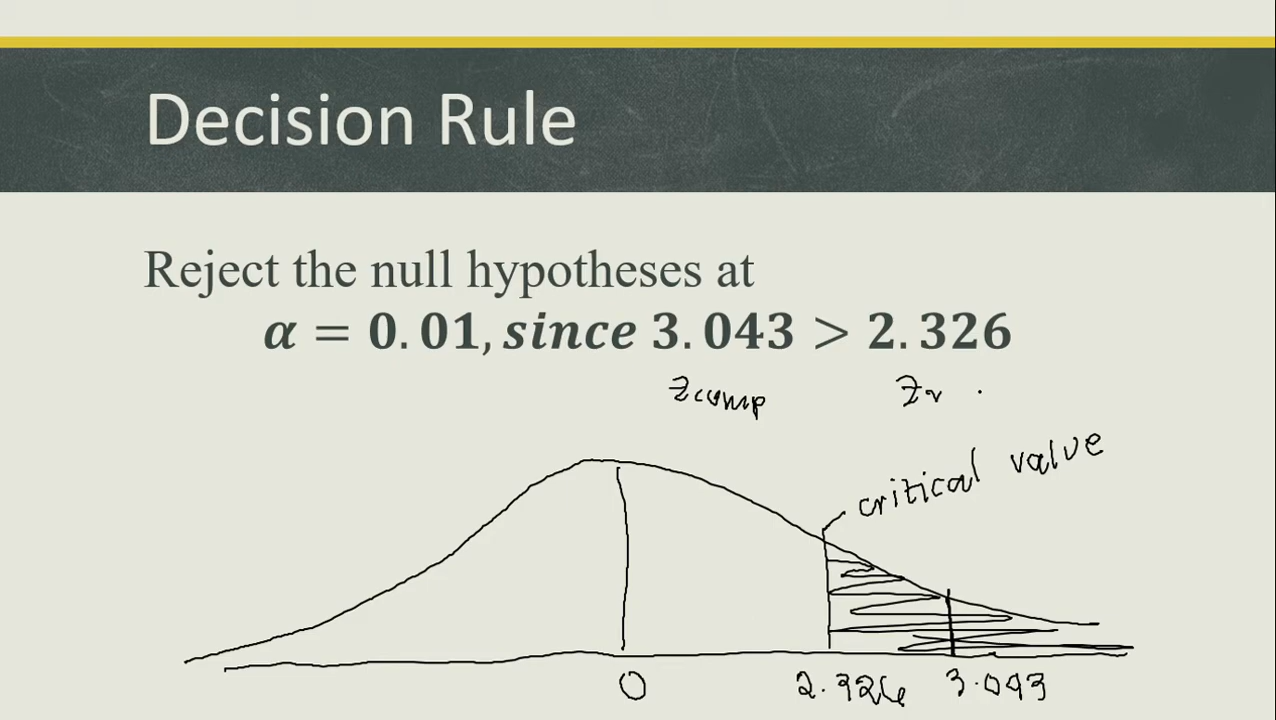 Decision Rule
Reject the null hypotheses at
α = 0.01, since 3.043 > 2.326
Zcomp
critical value
0 2.326 3.043